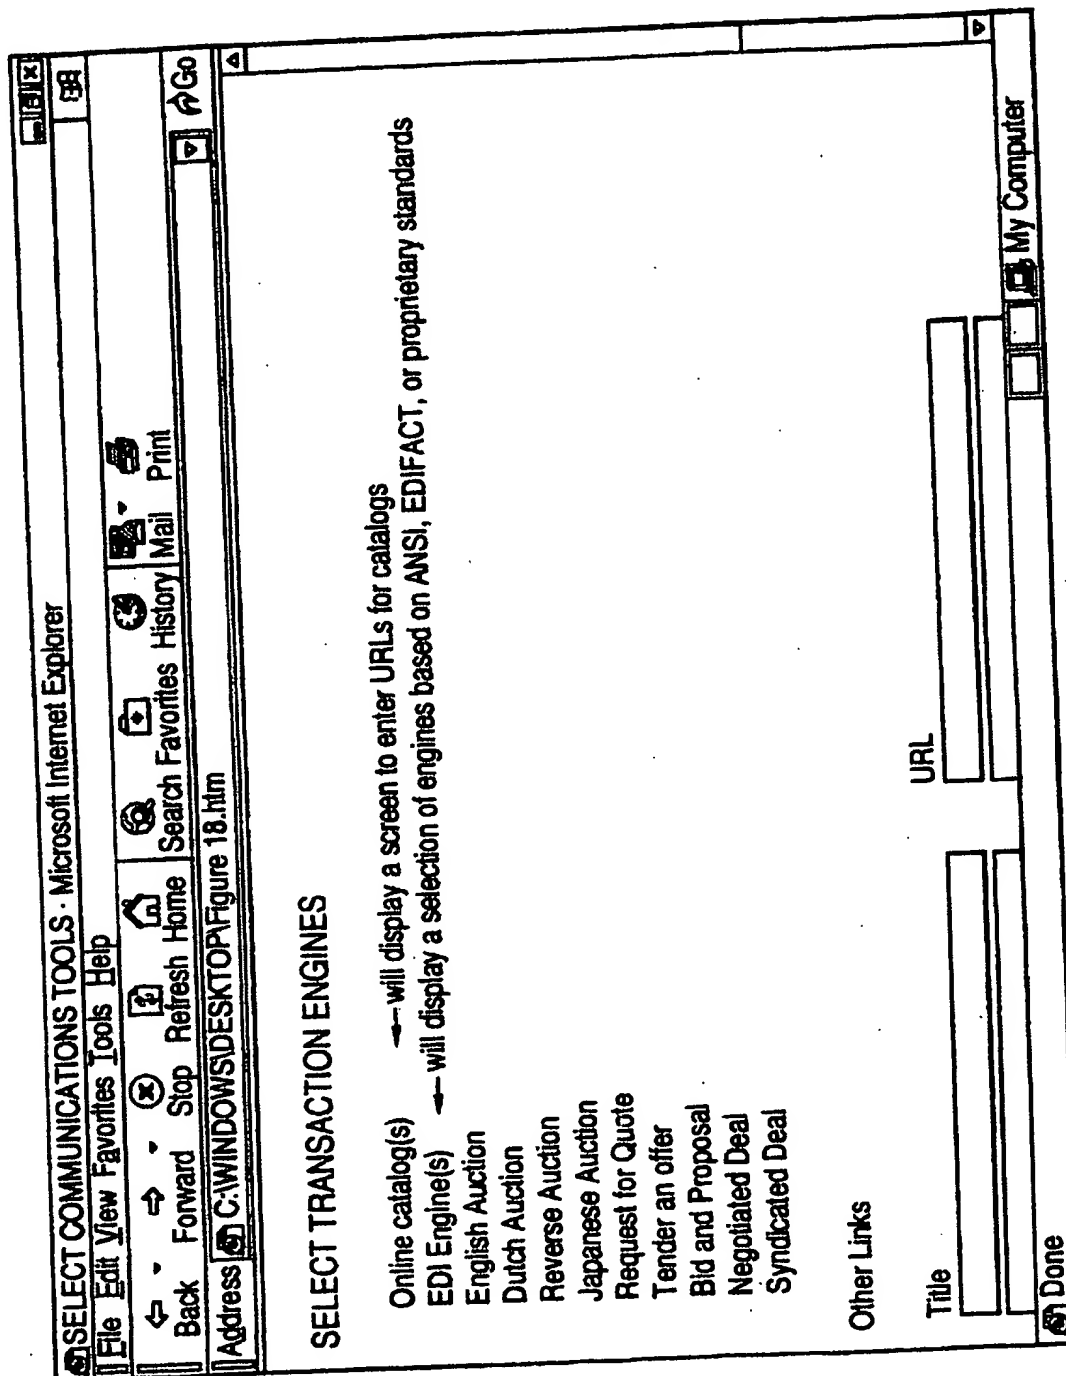 SELECT COMMUNICATIONS TOOLS - Microsoft Internet Explorer
File Edit View Favorites Tools Help
Back Forward Stop Refresh Home Search Favorites History Mail Print
Address C:\WINDOWS\DESKTOP\Figure 18.htm Go
SELECT TRANSACTION ENGINES
Online catalog(s) ← will display a screen to enter URLs for catalogs
EDI Engine(s) ← will display a selection of engines based on ANSI, EDIFACT, or proprietary standards
English Auction
Dutch Auction
Reverse Auction
Japanese Auction
Request for Quote
Tender an offer
Bid and Proposal
Negotiated Deal
Syndicated Deal
Other Links
Title URL
Done My Computer